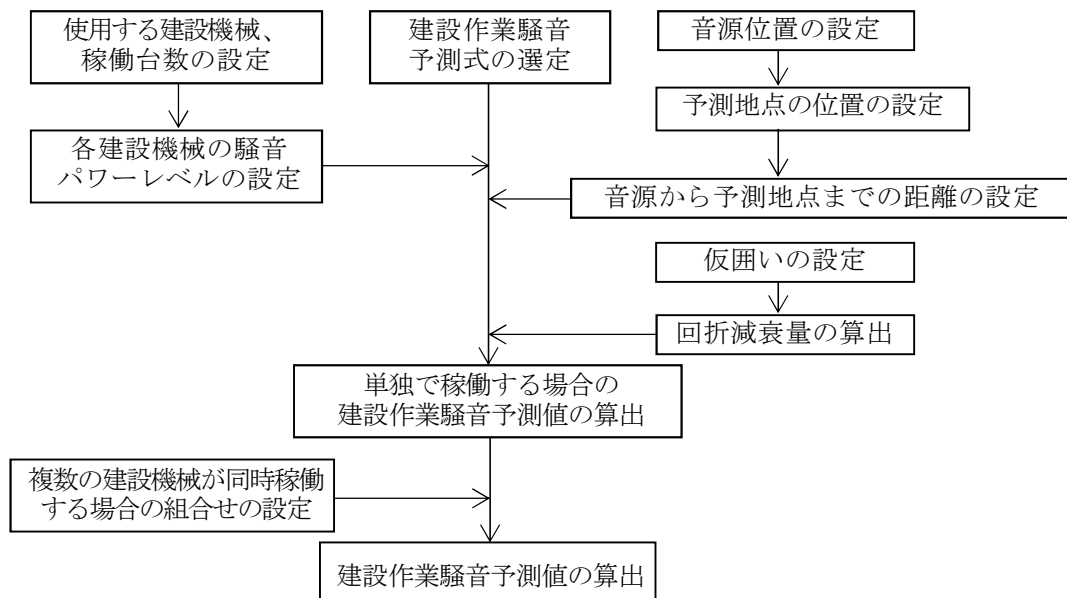 使用する建設機械、
稼働台数の設定
建設作業騒音
予測式の選定
音源位置の設定
予測地点の位置の設定
各建設機械の騒音
パワーレベルの設定
音源から予測地点までの距離の設定
仮囲いの設定
回折減衰量の算出
単独で稼働する場合の
建設作業騒音予測値の算出
複数の建設機械が同時稼働
する場合の組合せの設定
建設作業騒音予測値の算出